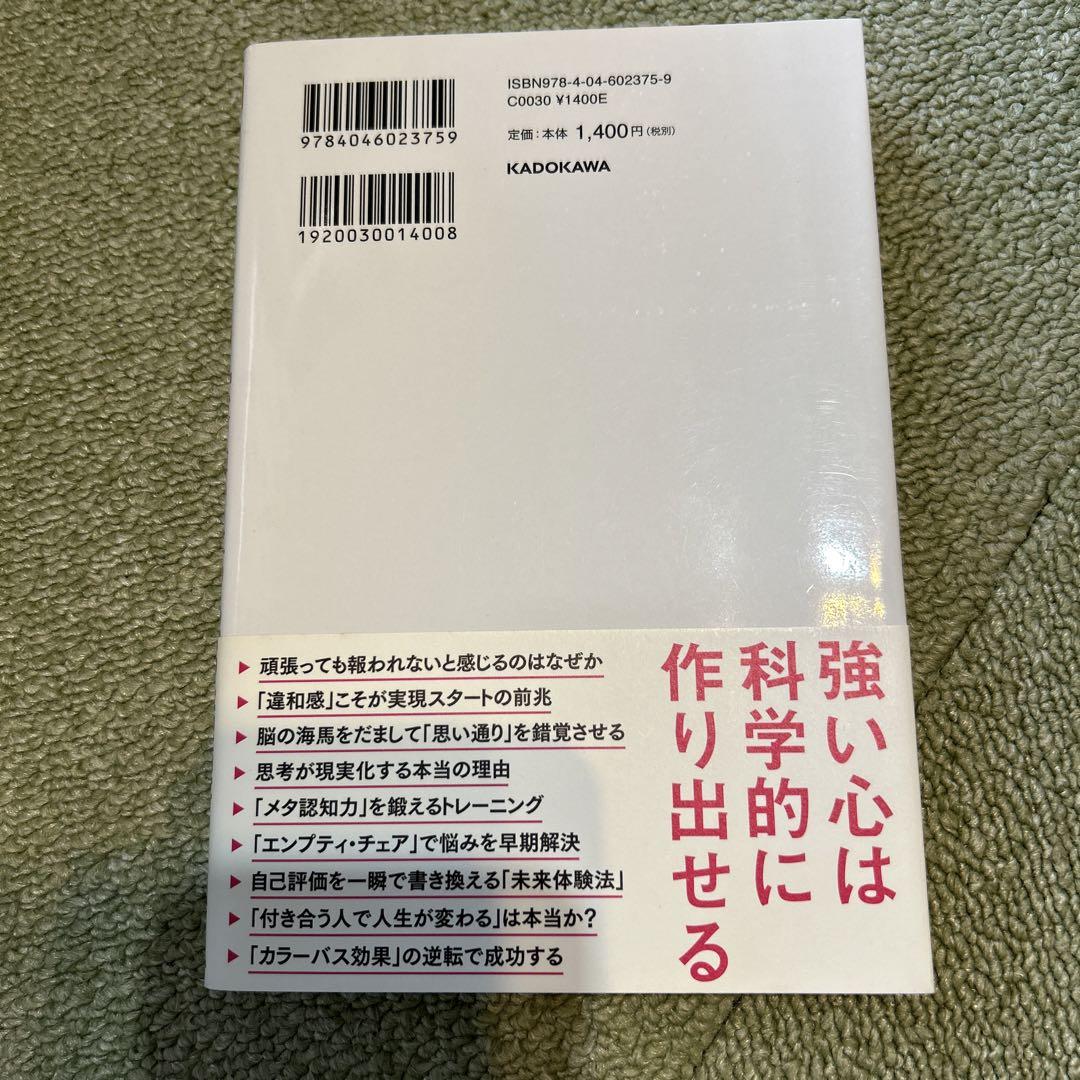 ISBN978-4-04-602375-9
C0030 ¥1400E
定価：本体 1,400円（税別）
KADOKAWA
9784046023759
1920030014008
強い心は
科学的に
作り出せる
▶ 頑張っても報われないと感じるのはなぜか
▶ 「違和感」こそが実現スタートの前兆
▶ 脳の海馬をだまして「思い通り」を錯覚させる
▶ 思考が現実化する本当の理由
▶ 「メタ認知力」を鍛えるトレーニング
▶ 「エンプティ・チェア」で悩みを早期解決
▶ 自己評価を一瞬で書き換える「未来体験法」
▶ 「付き合う人で人生が変わる」は本当か？
▶ 「カラーバス効果」の逆転で成功する